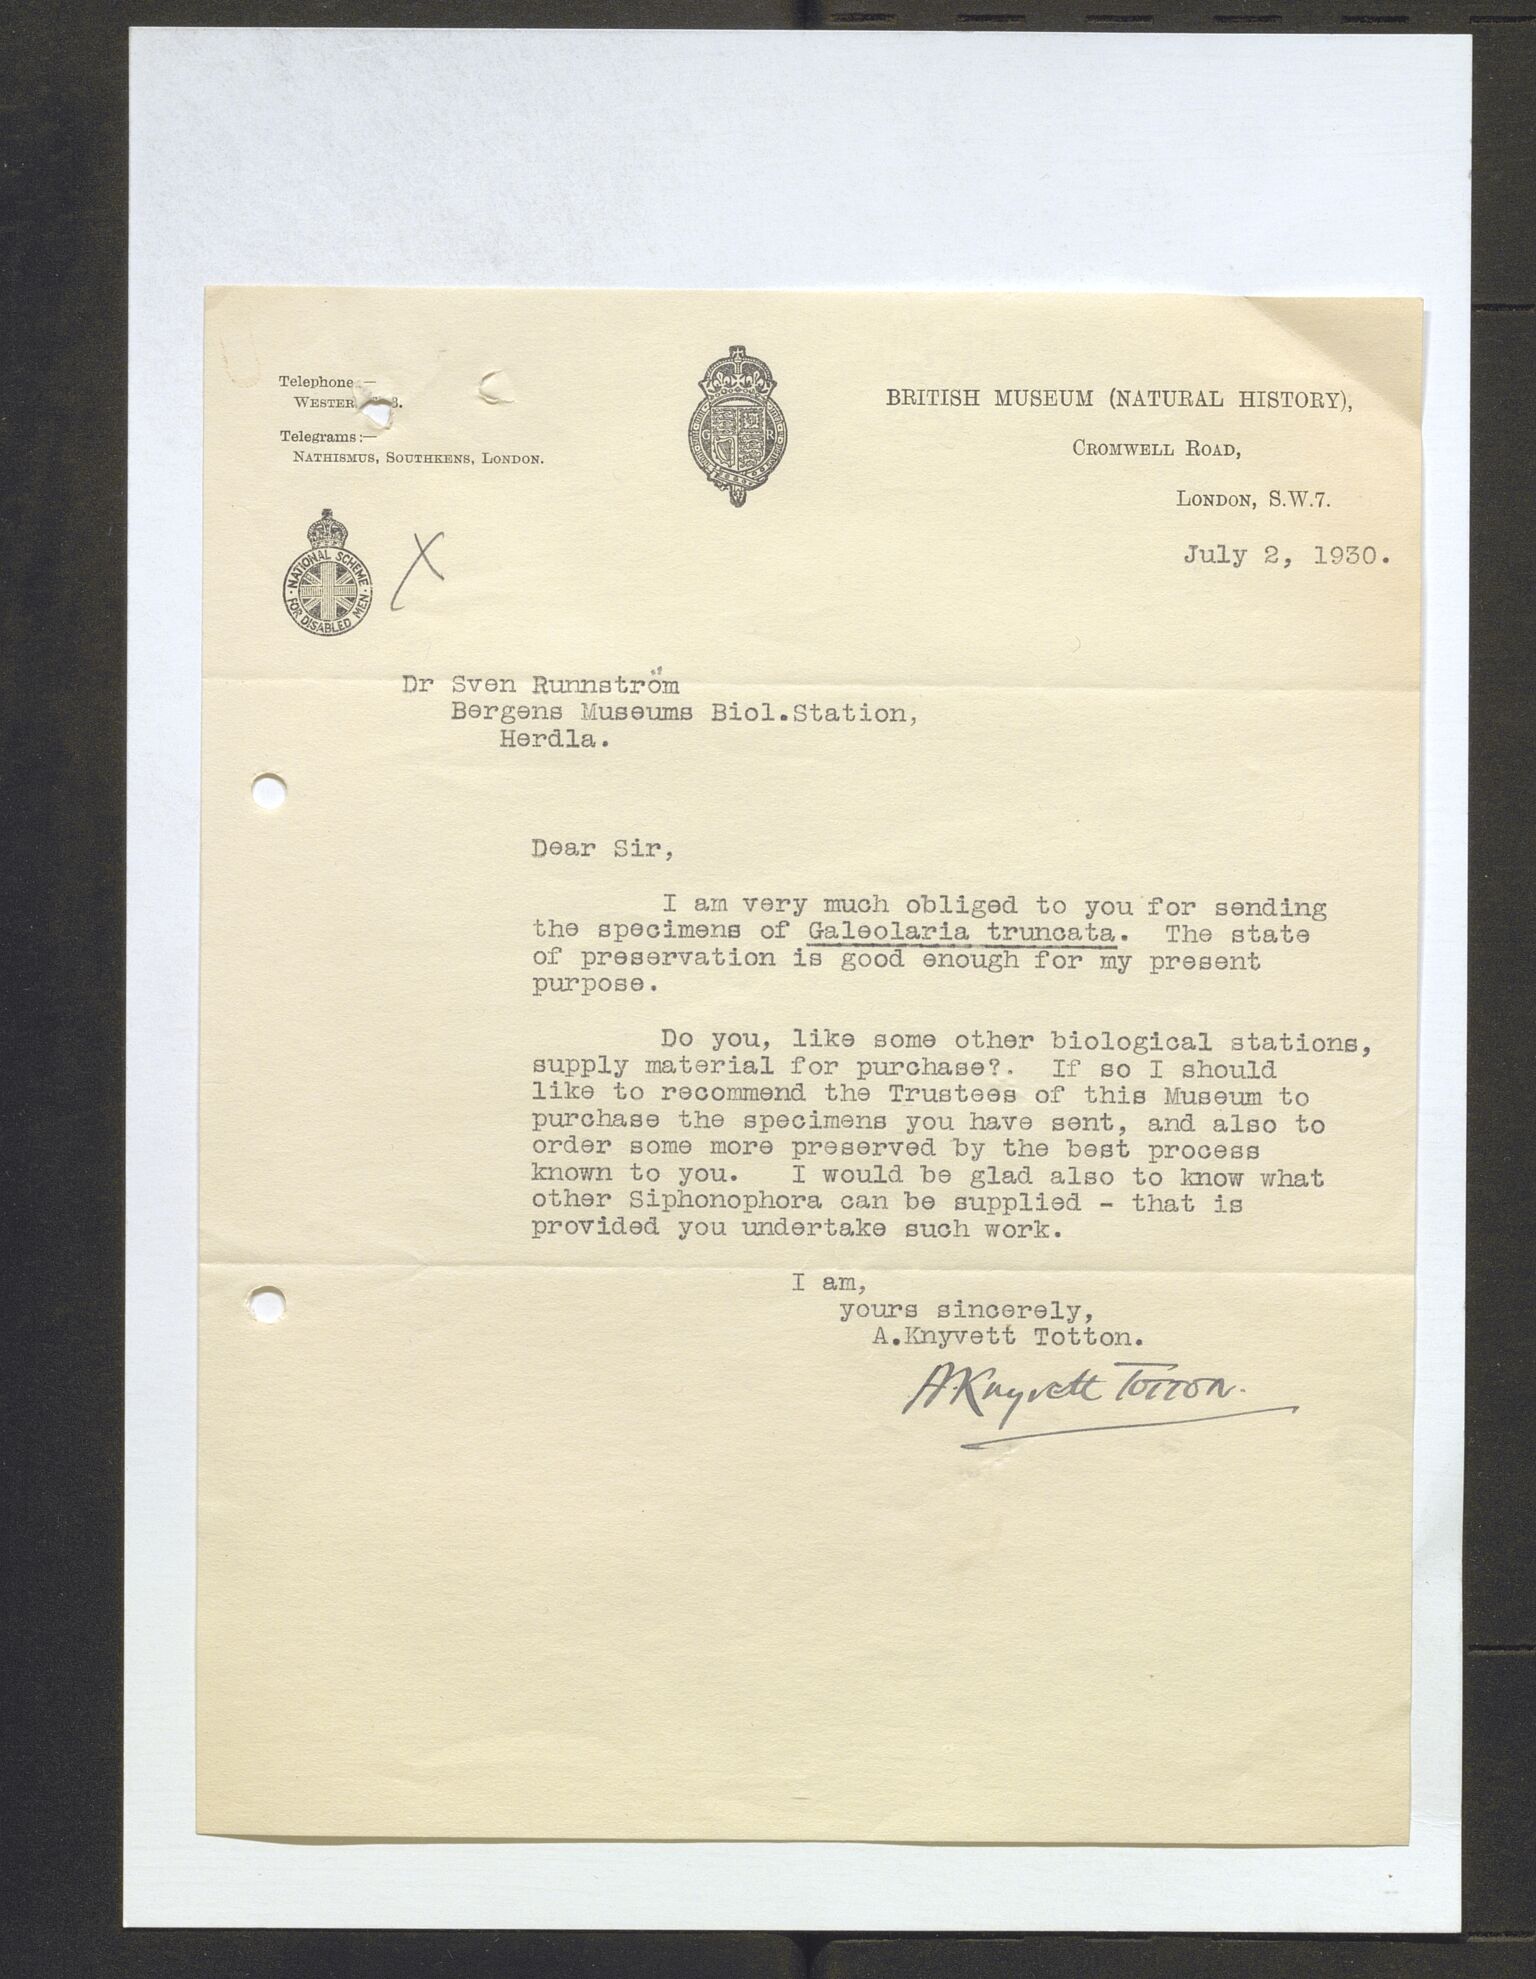 Telephone:—
3.
Telegrams:—
NATHISMUS, SOUTHKENS, LONDON.
G R
BRITISH MUSEUM (NATURAL HISTORY),
CROMWELL ROAD,
LONDON, S.W.7.
July 2, 1930.
NATIONAL SCHEME
FOR DISABLED MEN
X
Dr Sven Runnström
Bergens Museums Biol.Station,
Herdla.
Dear Sir,
I am very much obliged to you for sending
the specimens of Galeolaria truncata. The state
of preservation is good enough for my present
purpose.
Do you, like some other biological stations,
supply material for purchase?. If so I should
like to recommend the Trustees of this Museum to
purchase the specimens you have sent, and also to
order some more preserved by the best process
known to you. I would be glad also to know what
other Siphonophora can be supplied - that is
provided you undertake such work.
I am,
yours sincerely,
A.Knyvett Totton.
A Knyvett Totton.